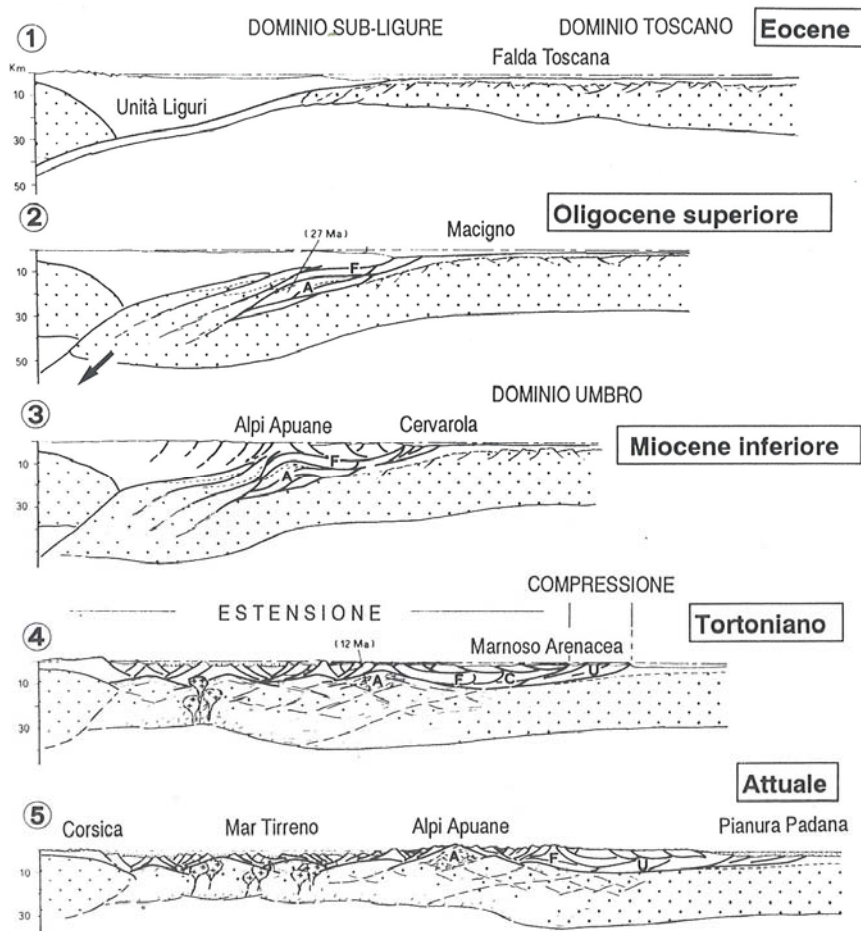 DOMINIO SUB-LIGURE DOMINIO TOSCANO Eocene
1
Falda Toscana
Km
Unità Liguri
10
30
50
2
Oligocene superiore
(27 Ma) Macigno
F
10
A
30
50
DOMINIO UMBRO
3
Alpi Apuane Cervarola
Miocene inferiore
F
10
A
30
COMPRESSIONE
ESTENSIONE
Tortoniano
4
(12 Ma) Marnoso Arenacea
A F C U
10
30
Attuale
5
Corsica Mar Tirreno Alpi Apuane Pianura Padana
A F U
10
30